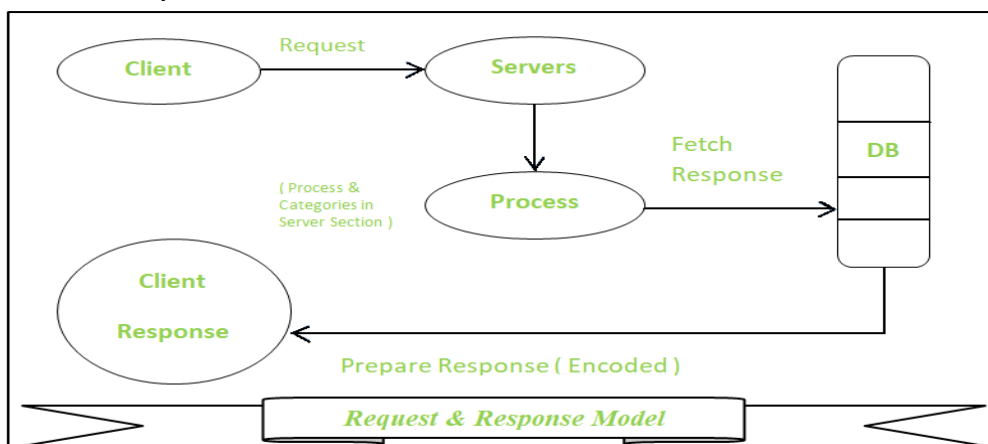 Request
Client
Servers
Fetch
Response
DB
( Process &
Categories in
Server Section )
Process
Client
Response
Prepare Response ( Encoded )
Request & Response Model